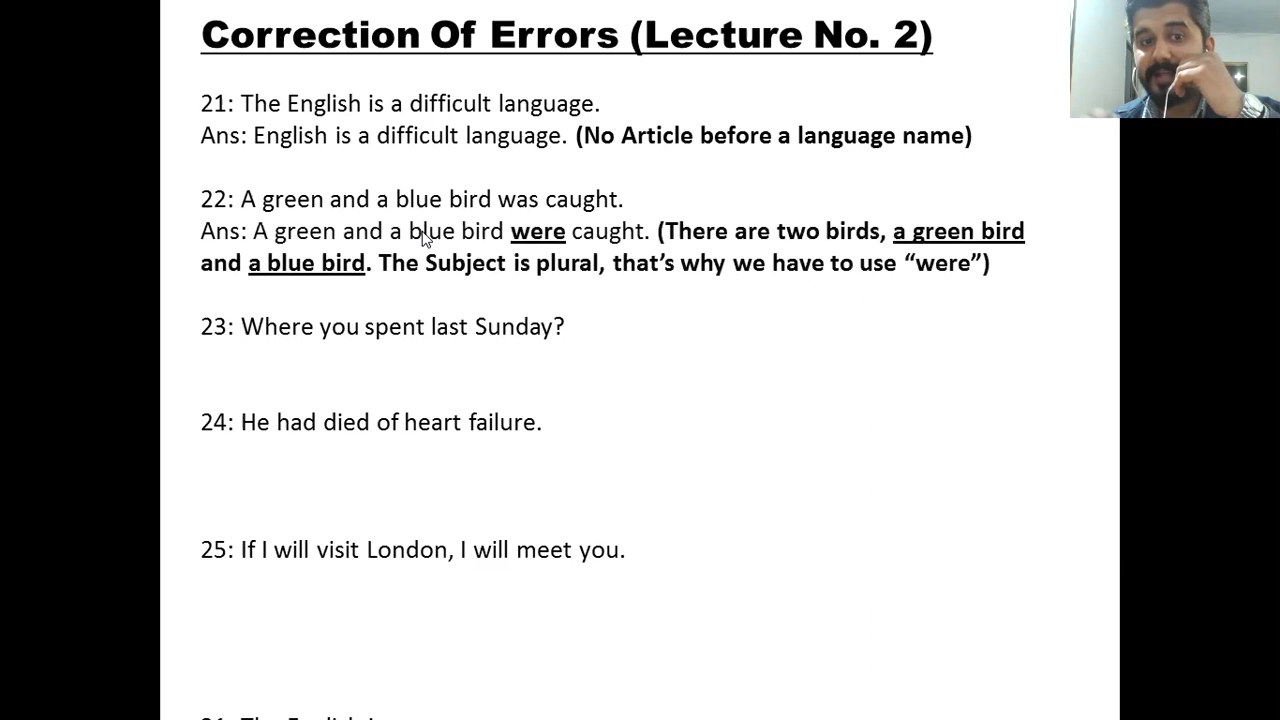 Correction Of Errors (Lecture No. 2)
21: The English is a difficult language.
Ans: English is a difficult language. (No Article before a language name)
22: A green and a blue bird was caught.
Ans: A green and a blue bird were caught. (There are two birds, a green bird
and a blue bird. The Subject is plural, that’s why we have to use “were”)
23: Where you spent last Sunday?
24: He had died of heart failure.
25: If I will visit London, I will meet you.